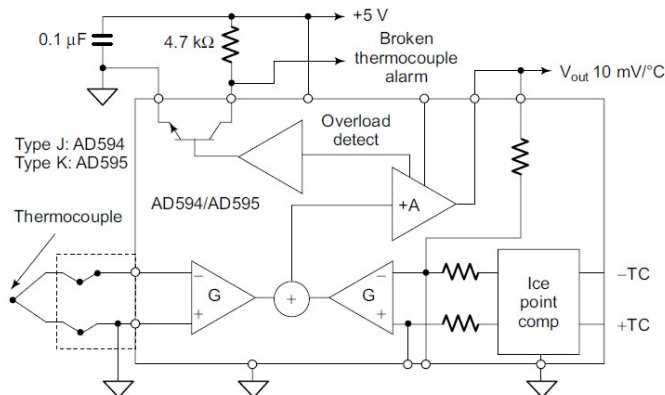 +5 V
0.1 µF
4.7 kΩ
Broken
thermocouple
alarm
Vout 10 mV/°C
Overload
detect
Type J: AD594
Type K: AD595
+A
AD594/AD595
Thermocouple
−
G
+
+
−
G
+
Ice
point
comp
−TC
+TC